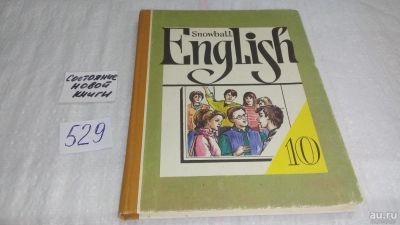 Snowball
English
10
Состояние
новой
книги
529
au.ru